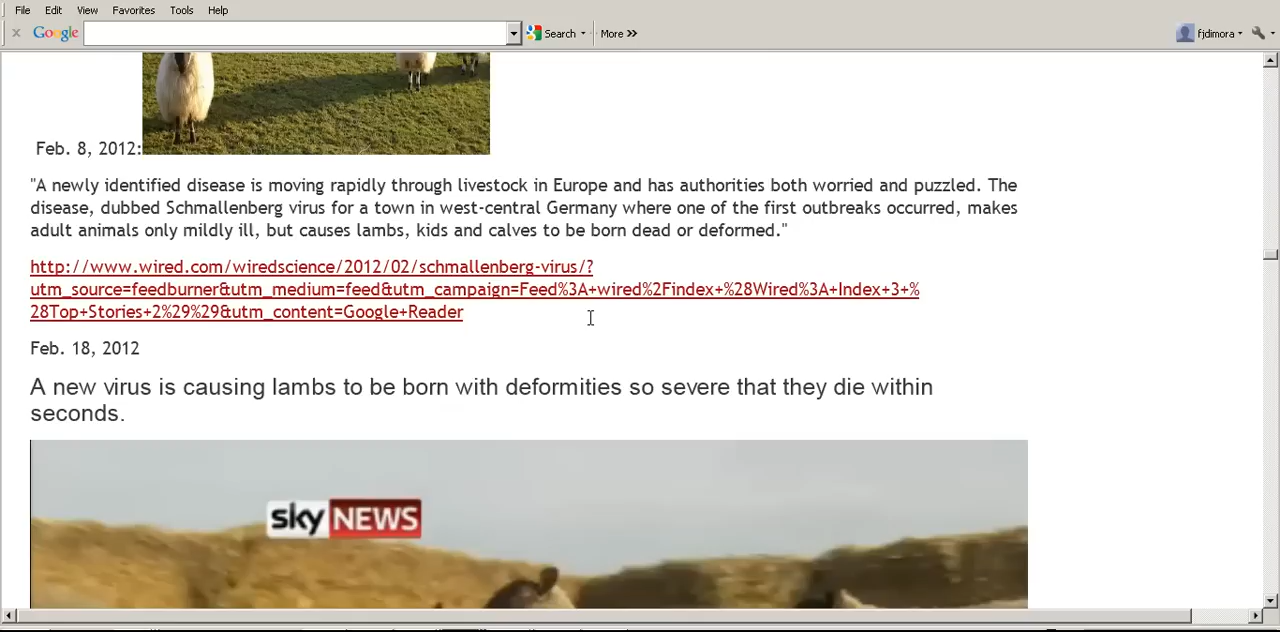 File Edit View Favorites Tools Help
x Google Search More >> fjdimora
Feb. 8, 2012:
"A newly identified disease is moving rapidly through livestock in Europe and has authorities both worried and puzzled. The
disease, dubbed Schmallenberg virus for a town in west-central Germany where one of the first outbreaks occurred, makes
adult animals only mildly ill, but causes lambs, kids and calves to be born dead or deformed."
http://www.wired.com/wiredscience/2012/02/schmallenberg-virus/?
utm_source=feedburner&utm_medium=feed&utm_campaign=Feed%3A+wired%2Findex+%28Wired%3A+Index+3+%
28Top+Stories+2%29%29&utm_content=Google+Reader
Feb. 18, 2012
A new virus is causing lambs to be born with deformities so severe that they die within
seconds.
sky NEWS